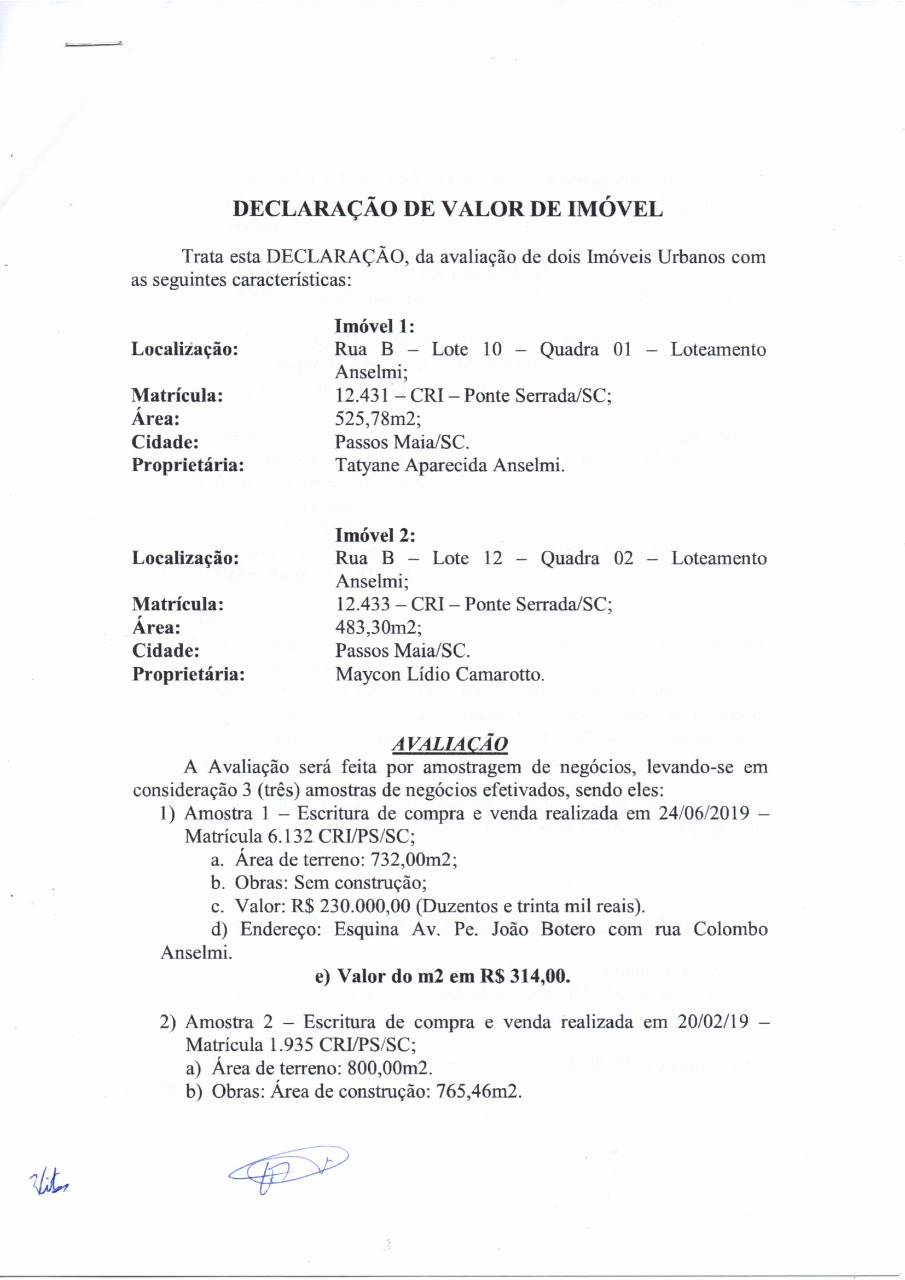 DECLARAÇÃO DE VALOR DE IMÓVEL
Trata esta DECLARAÇÃO, da avaliação de dois Imóveis Urbanos com
as seguintes características:
Imóvel 1:
Localização: Rua B – Lote 10 – Quadra 01 – Loteamento
Anselmi;
Matrícula: 12.431 – CRI – Ponte Serrada/SC;
Área: 525,78m2;
Cidade: Passos Maia/SC.
Proprietária: Tatyane Aparecida Anselmi.
Imóvel 2:
Localização: Rua B – Lote 12 – Quadra 02 – Loteamento
Anselmi;
Matrícula: 12.433 – CRI – Ponte Serrada/SC;
Área: 483,30m2;
Cidade: Passos Maia/SC.
Proprietária: Maycon Lídio Camarotto.
AVALIAÇÃO
A Avaliação será feita por amostragem de negócios, levando-se em
consideração 3 (três) amostras de negócios efetivados, sendo eles:
1) Amostra 1 – Escritura de compra e venda realizada em 24/06/2019 –
Matrícula 6.132 CRI/PS/SC;
a. Área de terreno: 732,00m2;
b. Obras: Sem construção;
c. Valor: R$ 230.000,00 (Duzentos e trinta mil reais).
d) Endereço: Esquina Av. Pe. João Botero com rua Colombo
Anselmi.
e) Valor do m2 em R$ 314,00.
2) Amostra 2 – Escritura de compra e venda realizada em 20/02/19 –
Matrícula 1.935 CRI/PS/SC;
a) Área de terreno: 800,00m2.
b) Obras: Área de construção: 765,46m2.